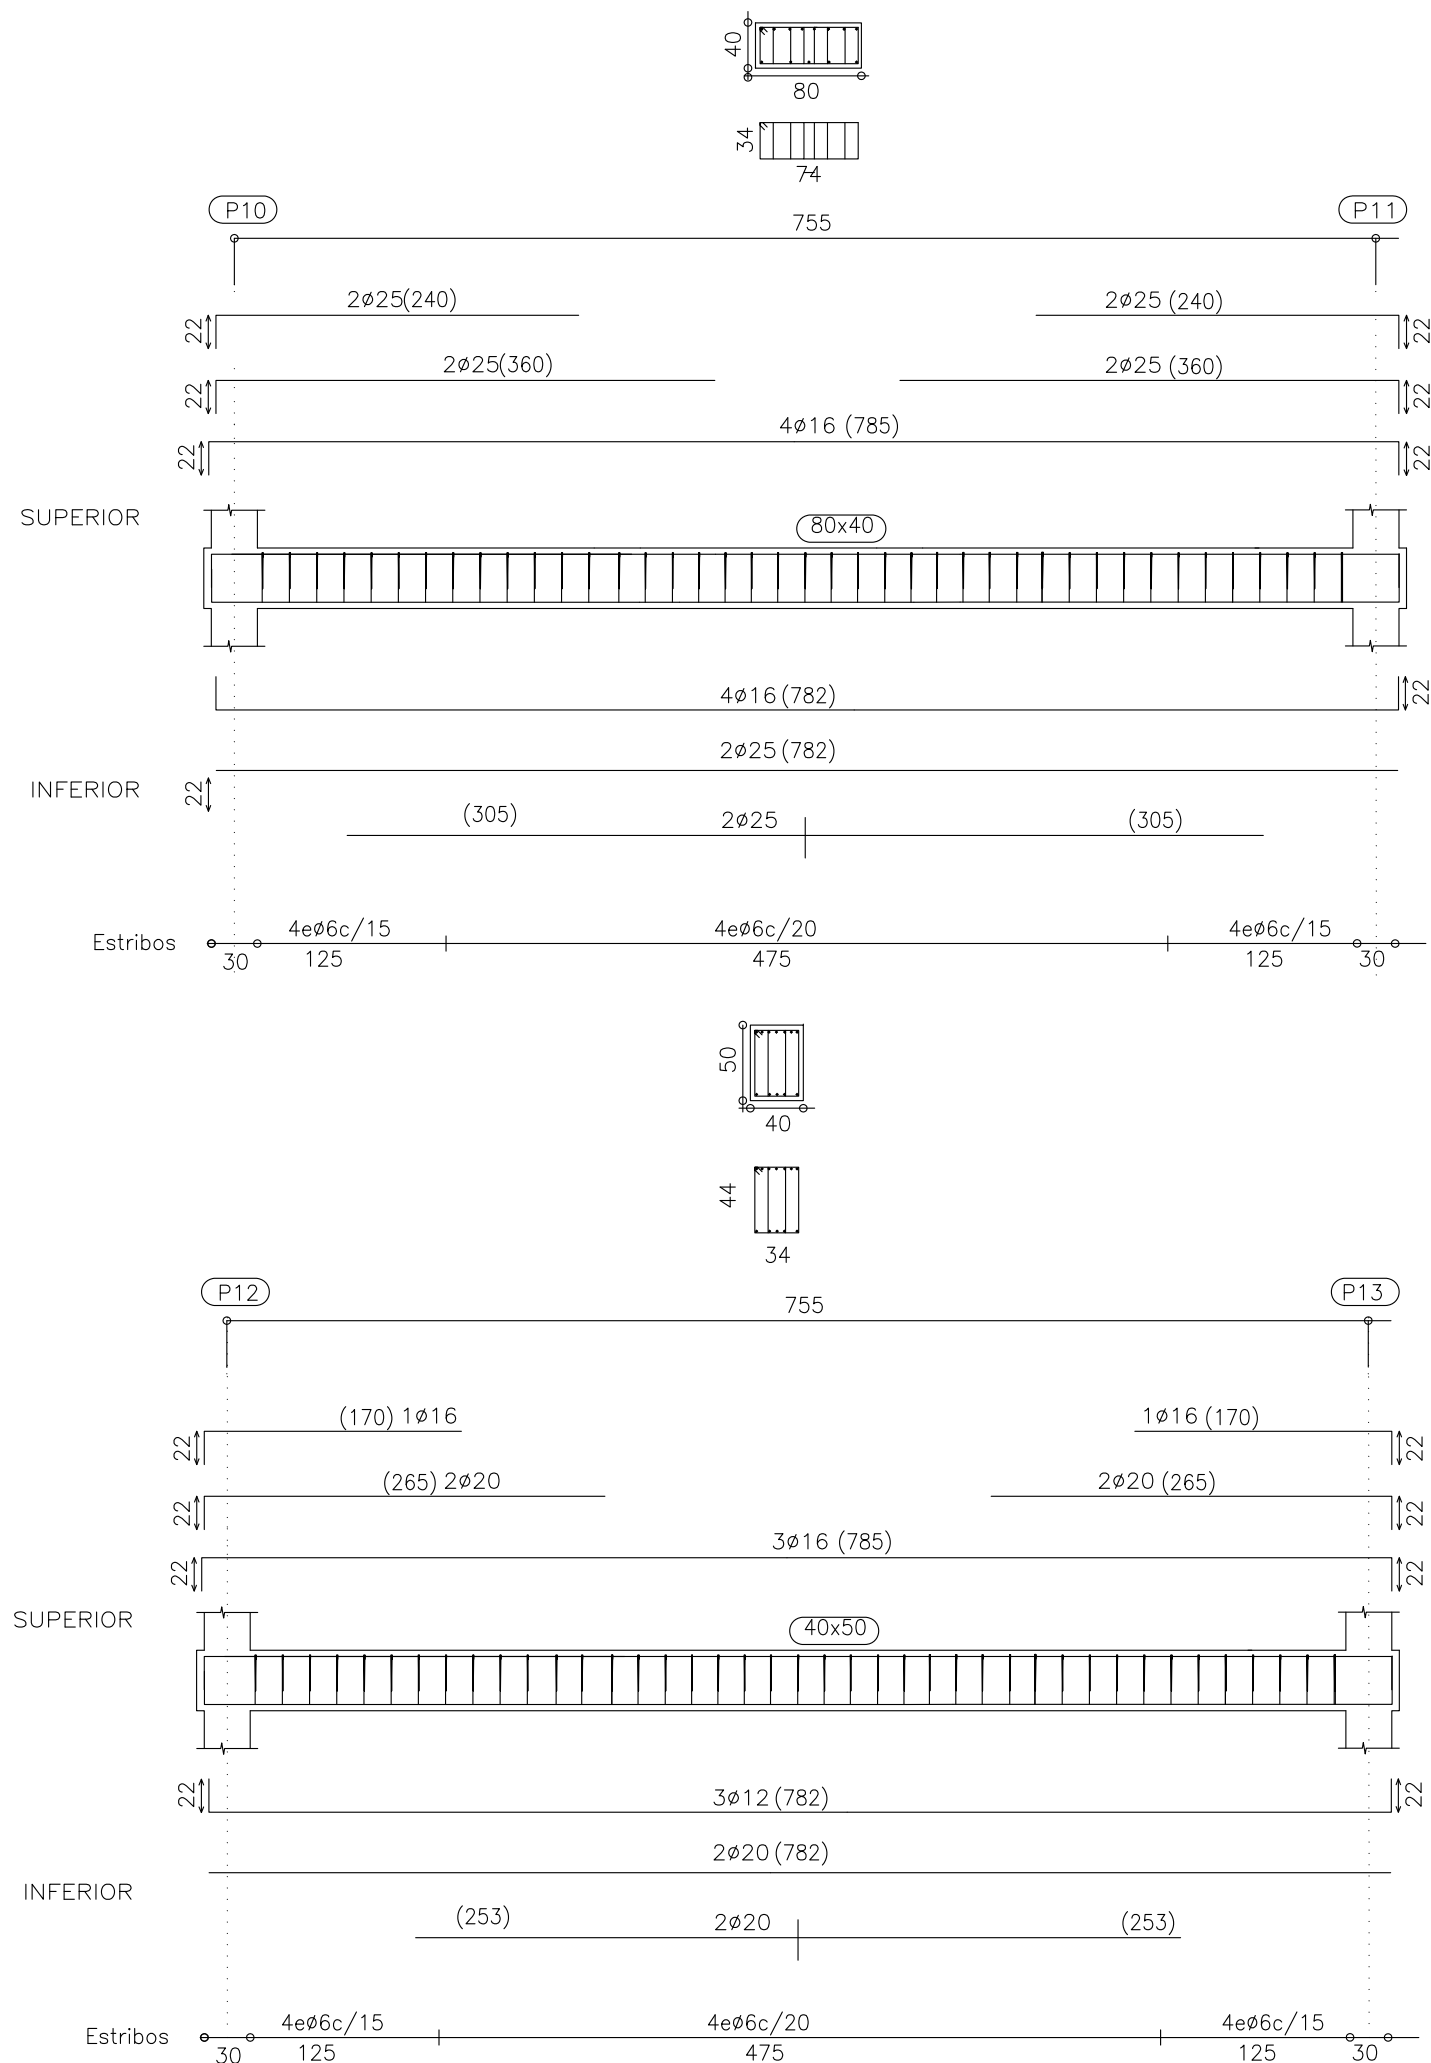 40
80
34
74
P10 P11
755
2ø25(240) 2ø25 (240)
22 22
2ø25(360) 2ø25 (360)
22 22
4ø16 (785)
22 22
SUPERIOR
80x40
4ø16 (782)
22
2ø25 (782)
INFERIOR
22
(305) 2ø25 (305)
Estribos 4eø6c/15 4eø6c/20 4eø6c/15
30 125 475 125 30
50
40
44
34
P12 P13
755
(170) 1ø16 1ø16 (170)
22 22
(265) 2ø20 2ø20 (265)
22 22
3ø16 (785)
22 22
SUPERIOR
40x50
22 3ø12 (782) 22
2ø20 (782)
INFERIOR
(253) 2ø20 (253)
Estribos 4eø6c/15 4eø6c/20 4eø6c/15
30 125 475 125 30